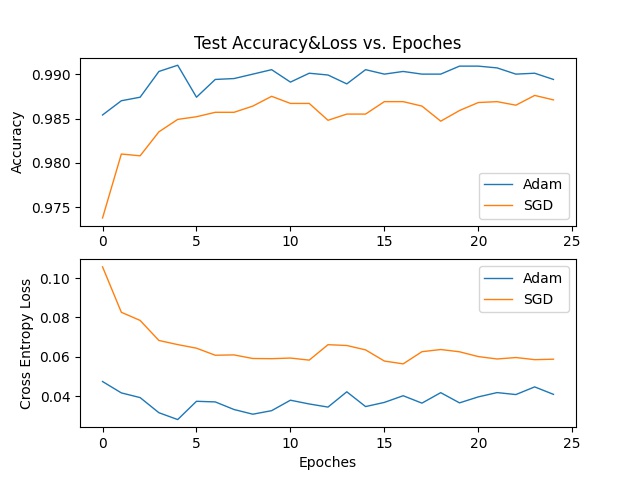 Test Accuracy&Loss vs. Epoches
Accuracy
0.990
0.985
0.980
0.975
Adam
SGD
0 5 10 15 20 25
Cross Entropy Loss
0.10
0.08
0.06
0.04
Adam
SGD
0 5 10 15 20 25
Epoches